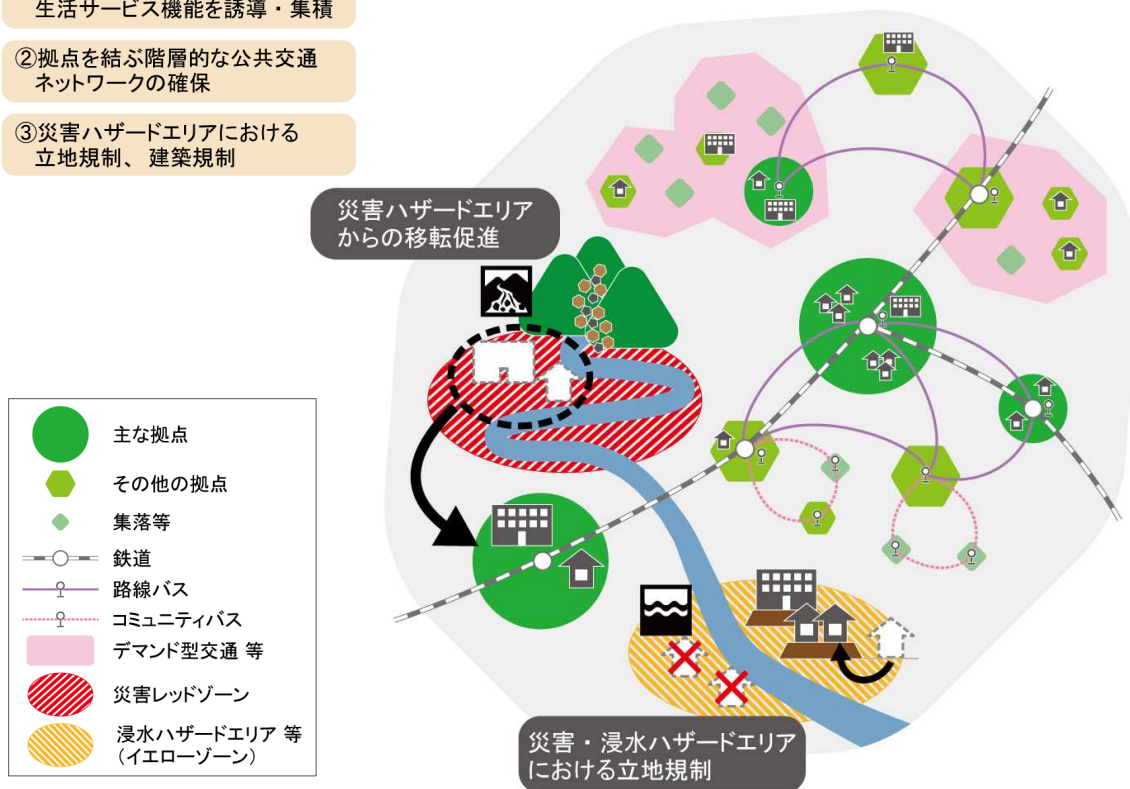 生活サービス機能を誘導・集積
②拠点を結ぶ階層的な公共交通
ネットワークの確保
③災害ハザードエリアにおける
立地規制、建築規制
災害ハザードエリア
からの移転促進
主な拠点
その他の拠点
集落等
鉄道
路線バス
コミュニティバス
デマンド型交通 等
災害レッドゾーン
浸水ハザードエリア 等
(イエローゾーン)
災害・浸水ハザードエリア
における立地規制